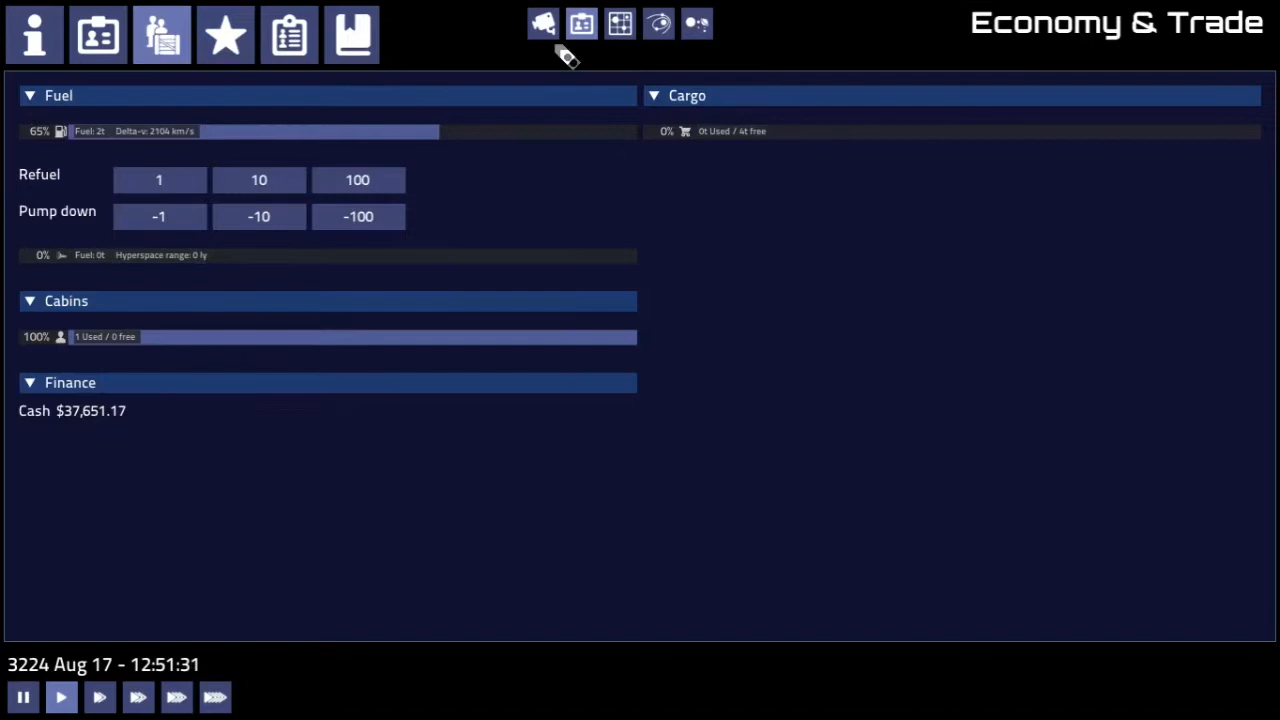 Economy & Trade
Fuel
65% Fuel: 2t Delta-v: 2104 km/s
Refuel 1 10 100
Pump down -1 -10 -100
0% Fuel: 0t Hyperspace range: 0 ly
Cabins
100% 1 Used / 0 free
Finance
Cash $37,651.17
Cargo
0% 0t Used / 4t free
3224 Aug 17 - 12:51:31